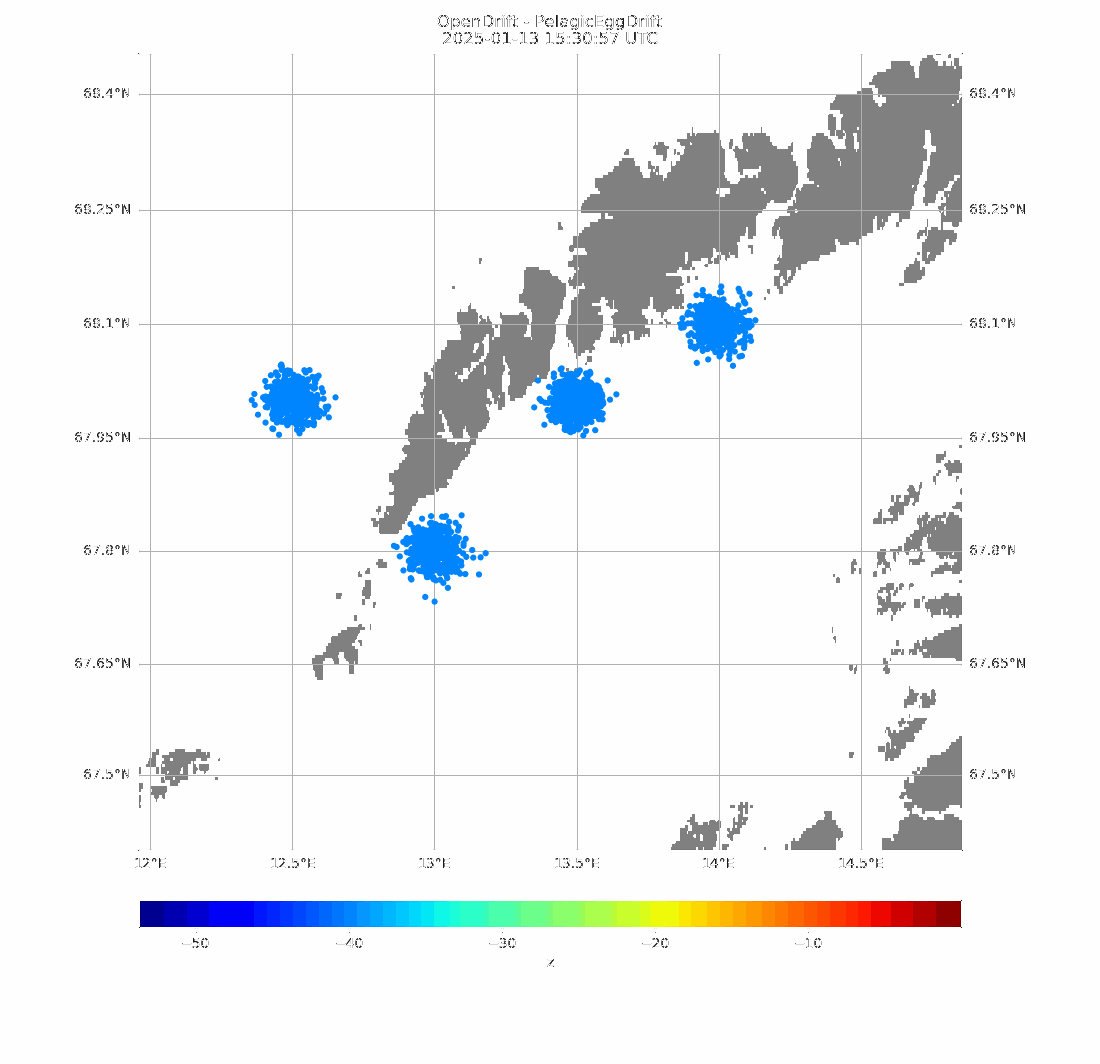 OpenDrift - PelagicEggDrift
2025-01-13 15:30:57 UTC
68.4°N 68.4°N
68.25°N 68.25°N
68.1°N 68.1°N
67.95°N 67.95°N
67.8°N 67.8°N
67.65°N 67.65°N
67.5°N 67.5°N
12°E 12.5°E 13°E 13.5°E 14°E 14.5°E
−50 −40 −30 −20 −10
z